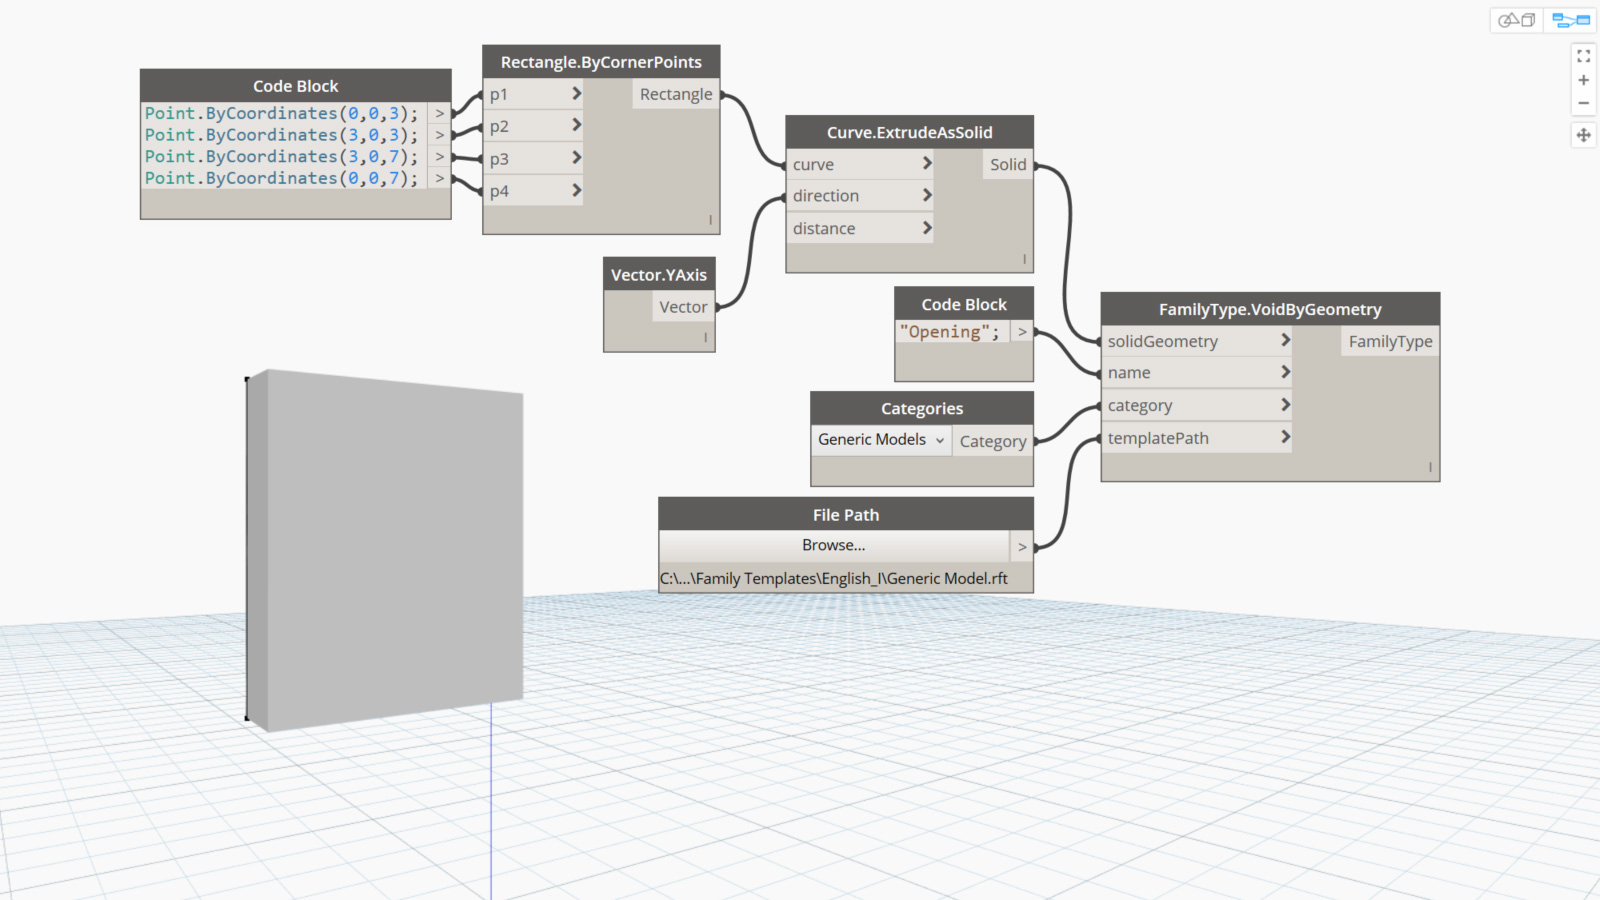 Code Block
Point.ByCoordinates(0,0,3); >
Point.ByCoordinates(3,0,3); >
Point.ByCoordinates(3,0,7); >
Point.ByCoordinates(0,0,7); >
Rectangle.ByCornerPoints
p1 > Rectangle
p2 >
p3 >
p4 >
Vector.YAxis
Vector
Curve.ExtrudeAsSolid
curve > Solid
direction >
distance >
Code Block
"Opening"; >
Categories
Generic Models Category
File Path
Browse... >
C:\...\Family Templates\English_I\Generic Model.rft
FamilyType.VoidByGeometry
solidGeometry > FamilyType
name >
category >
templatePath >